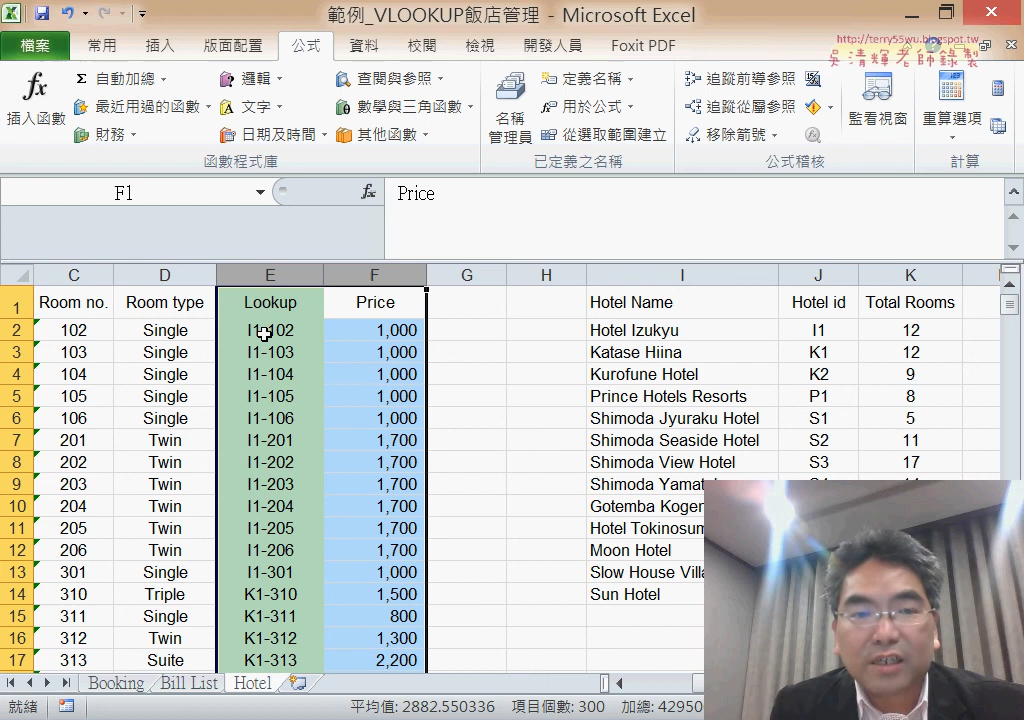 範例_VLOOKUP飯店管理 - Microsoft Excel
檔案 常用 插入 版面配置 公式 資料 校閱 檢視 開發人員 Foxit PDF
http://terry55wu.blogspot.tw
吳清輝老師錄製
fx Σ 自動加總 邏輯 查閱與參照 定義名稱 追蹤前導參照
插入函數 最近用過的函數 文字 數學與三角函數 名稱管理員 用於公式 追蹤從屬參照 監看視窗 重算選項
財務 日期及時間 其他函數 從選取範圍建立 移除箭號
函數程式庫 已定義之名稱 公式稽核 計算
F1 fx Price
C D E F G H I J K
1 Room no. Room type Lookup Price Hotel Name Hotel id Total Rooms
2 102 Single I1-102 1,000 Hotel Izukyu I1 12
3 103 Single I1-103 1,000 Katase Hiina K1 12
4 104 Single I1-104 1,000 Kurofune Hotel K2 9
5 105 Single I1-105 1,000 Prince Hotels Resorts P1 8
6 106 Single I1-106 1,000 Shimoda Jyuraku Hotel S1 5
7 201 Twin I1-201 1,700 Shimoda Seaside Hotel S2 11
8 202 Twin I1-202 1,700 Shimoda View Hotel S3 17
9 203 Twin I1-203 1,700 Shimoda
10 204 Twin I1-204 1,700 Gotemba
11 205 Twin I1-205 1,700 Hotel
12 206 Twin I1-206 1,700 Moon Hotel
13 301 Single I1-301 1,000 Slow House
14 310 Triple K1-310 1,500 Sun Hotel
15 311 Single K1-311 800
16 312 Twin K1-312 1,300
17 313 Suite K1-313 2,200
Booking Bill List Hotel
就緒 平均值: 2882.550336 項目個數: 300 加總: